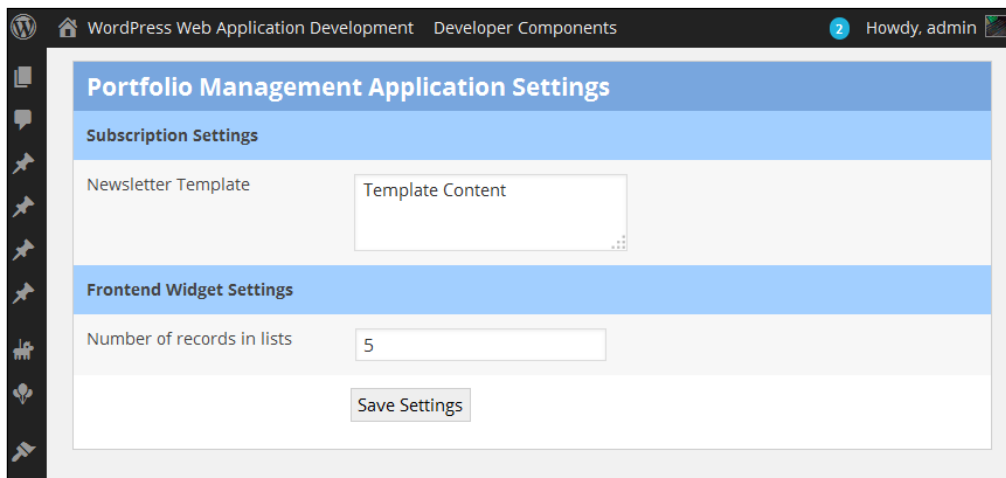 WordPress Web Application Development Developer Components 2 Howdy, admin
Portfolio Management Application Settings
Subscription Settings
Newsletter Template
Template Content
Frontend Widget Settings
Number of records in lists
5
Save Settings